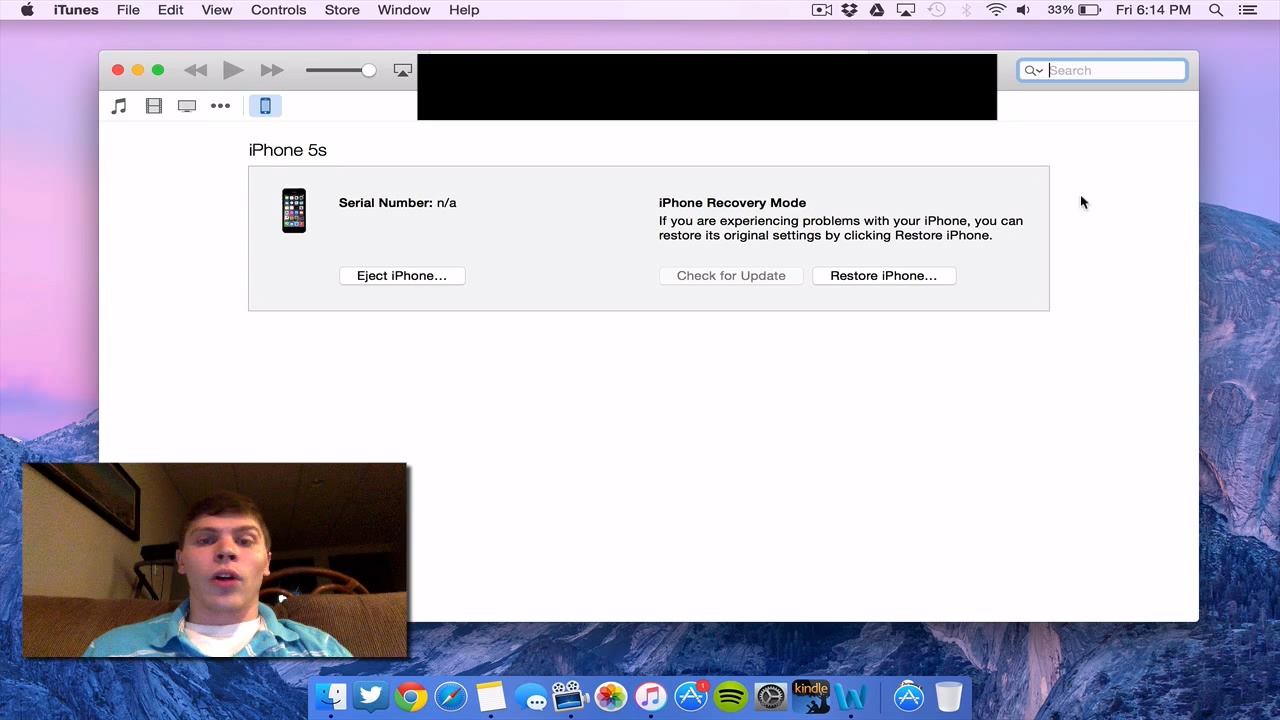 iTunes File Edit View Controls Store Window Help 33% Fri 6:14 PM
Search
iPhone 5s
Serial Number: n/a
Eject iPhone...
iPhone Recovery Mode
If you are experiencing problems with your iPhone, you can
restore its original settings by clicking Restore iPhone.
Check for Update Restore iPhone...
1
kindle
W